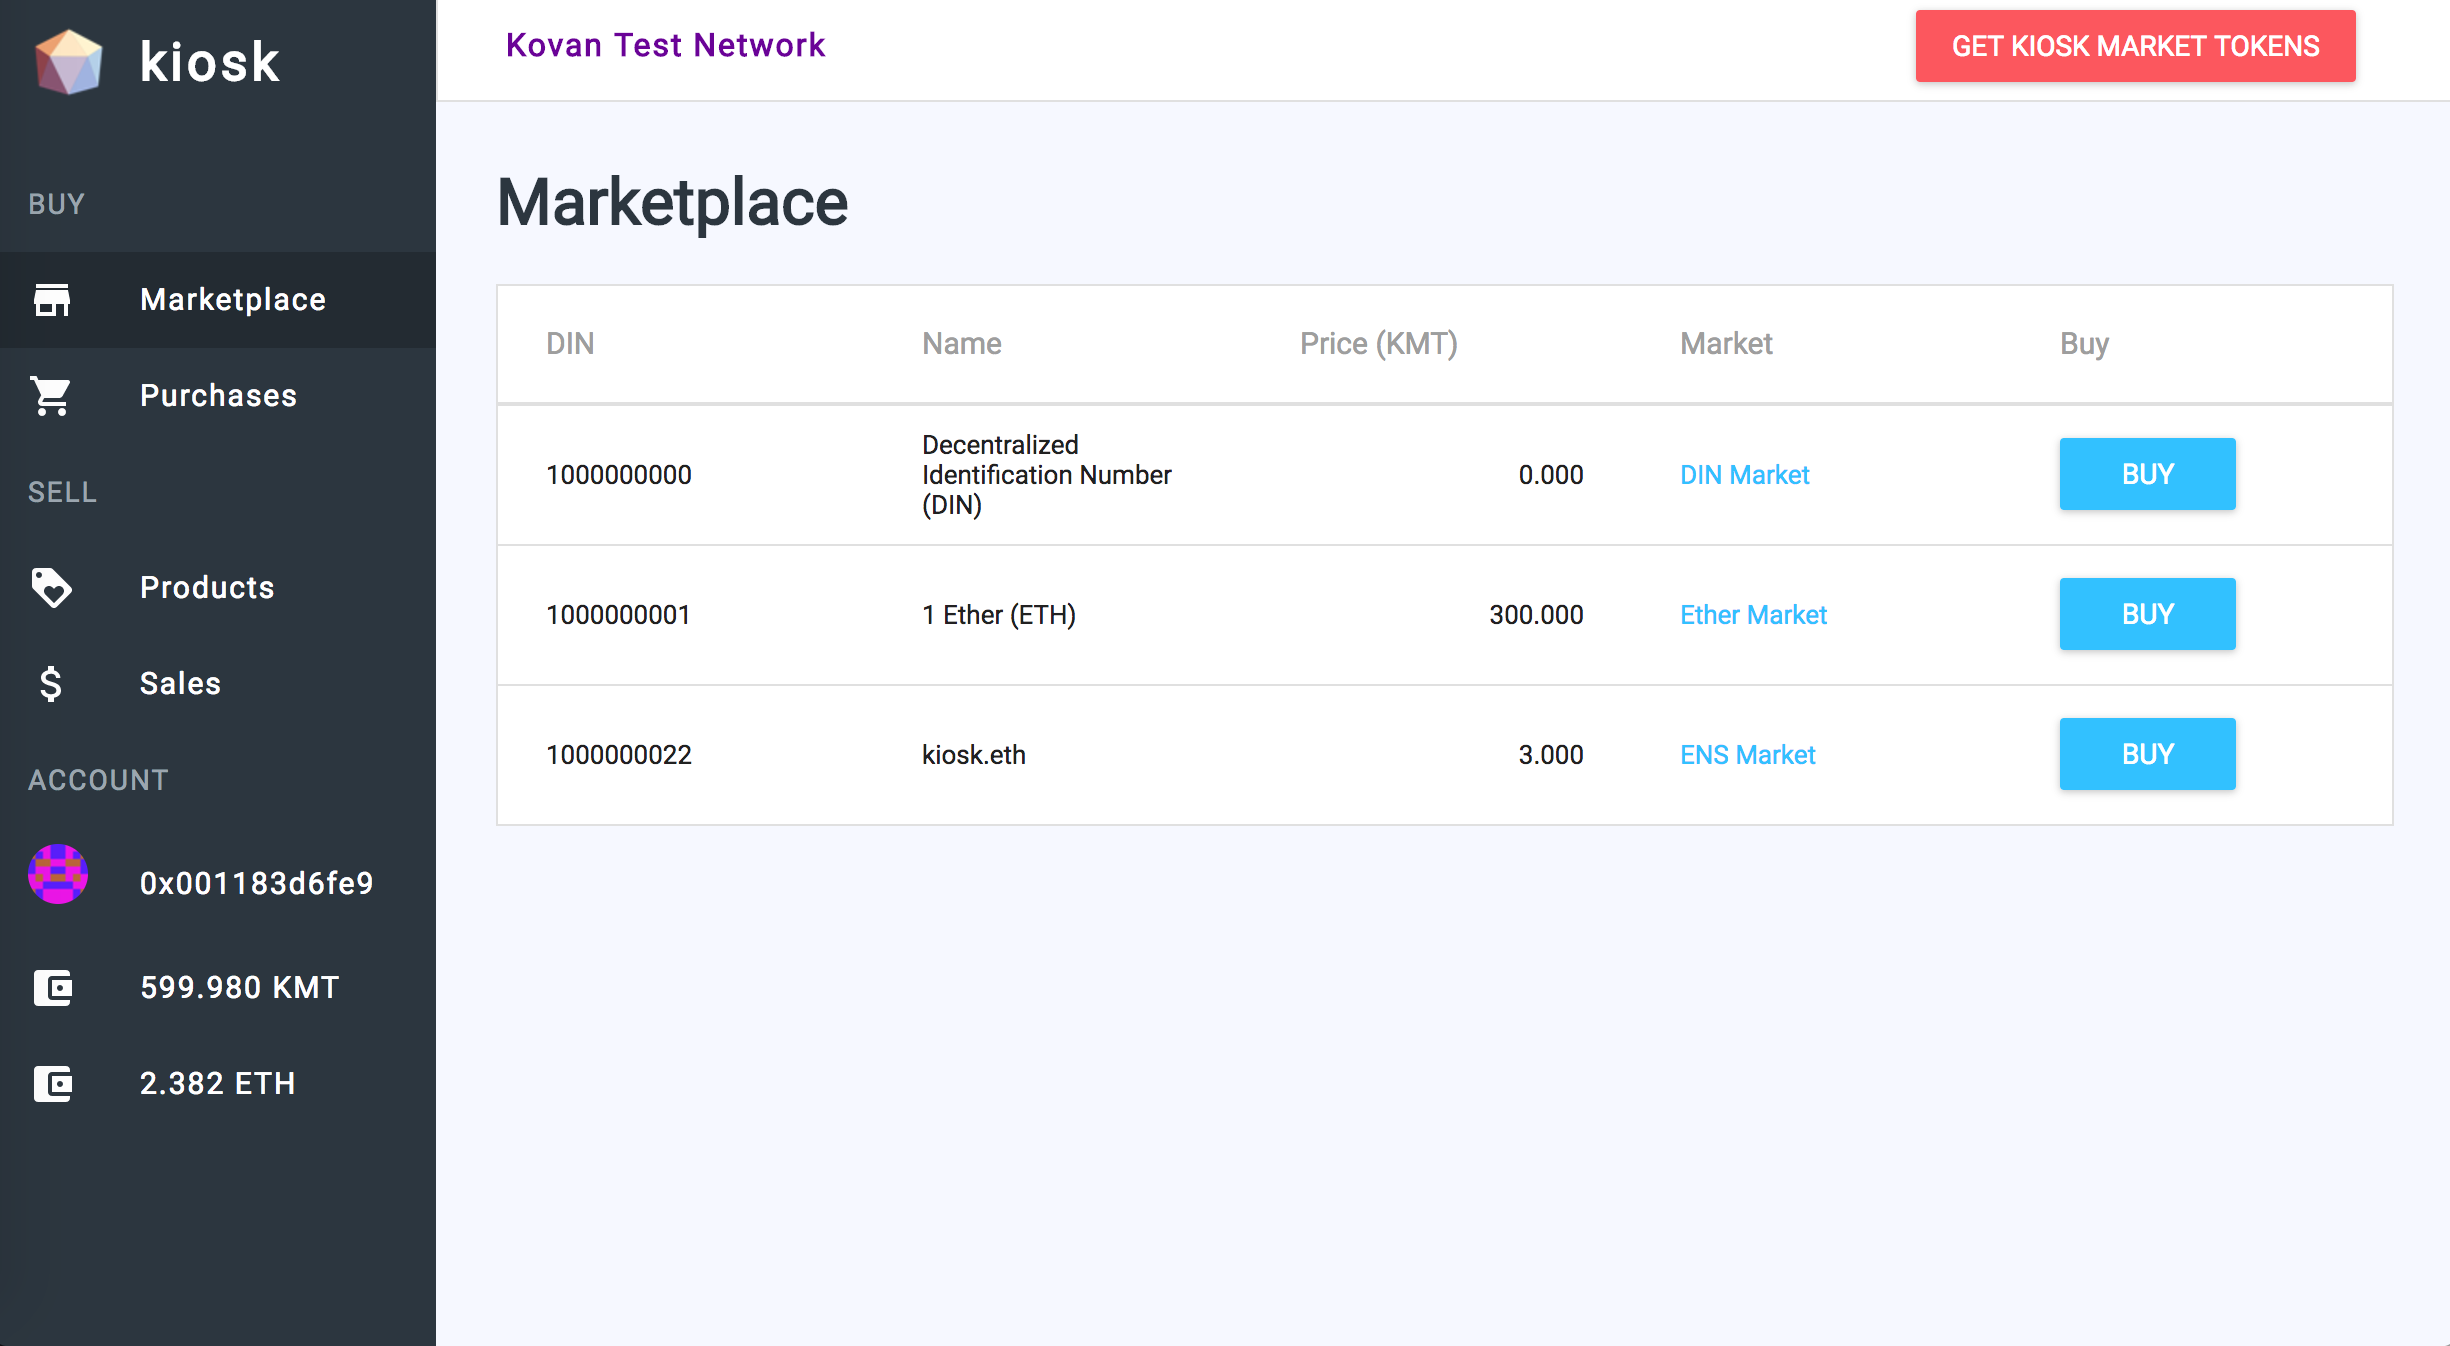 kiosk
BUY
Marketplace
Purchases
SELL
Products
Sales
ACCOUNT
0x001183d6fe9
599.980 KMT
2.382 ETH
Kovan Test Network
GET KIOSK MARKET TOKENS
Marketplace
DIN Name Price (KMT) Market Buy
1000000000 Decentralized Identification Number (DIN) 0.000 DIN Market BUY
1000000001 1 Ether (ETH) 300.000 Ether Market BUY
1000000022 kiosk.eth 3.000 ENS Market BUY